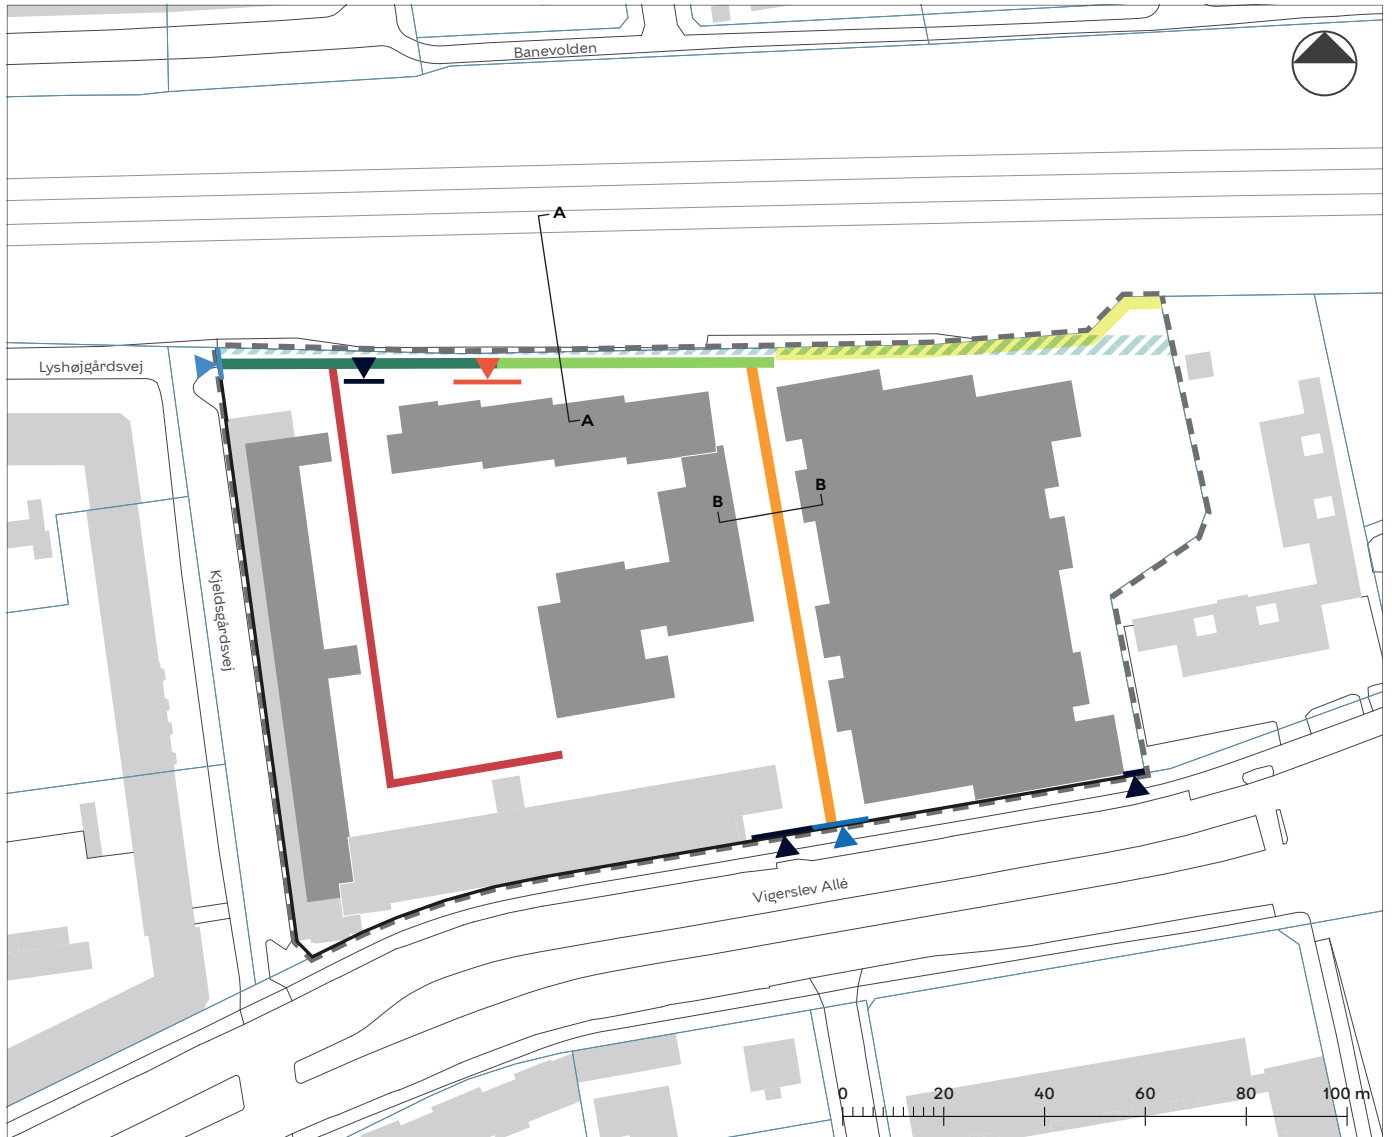 Banevolden
A
Lyshøjgårdsvej
A
B
B
Kjeldsgårdsvej
Vigerslev Allé
0 20 40 60 80 100 m